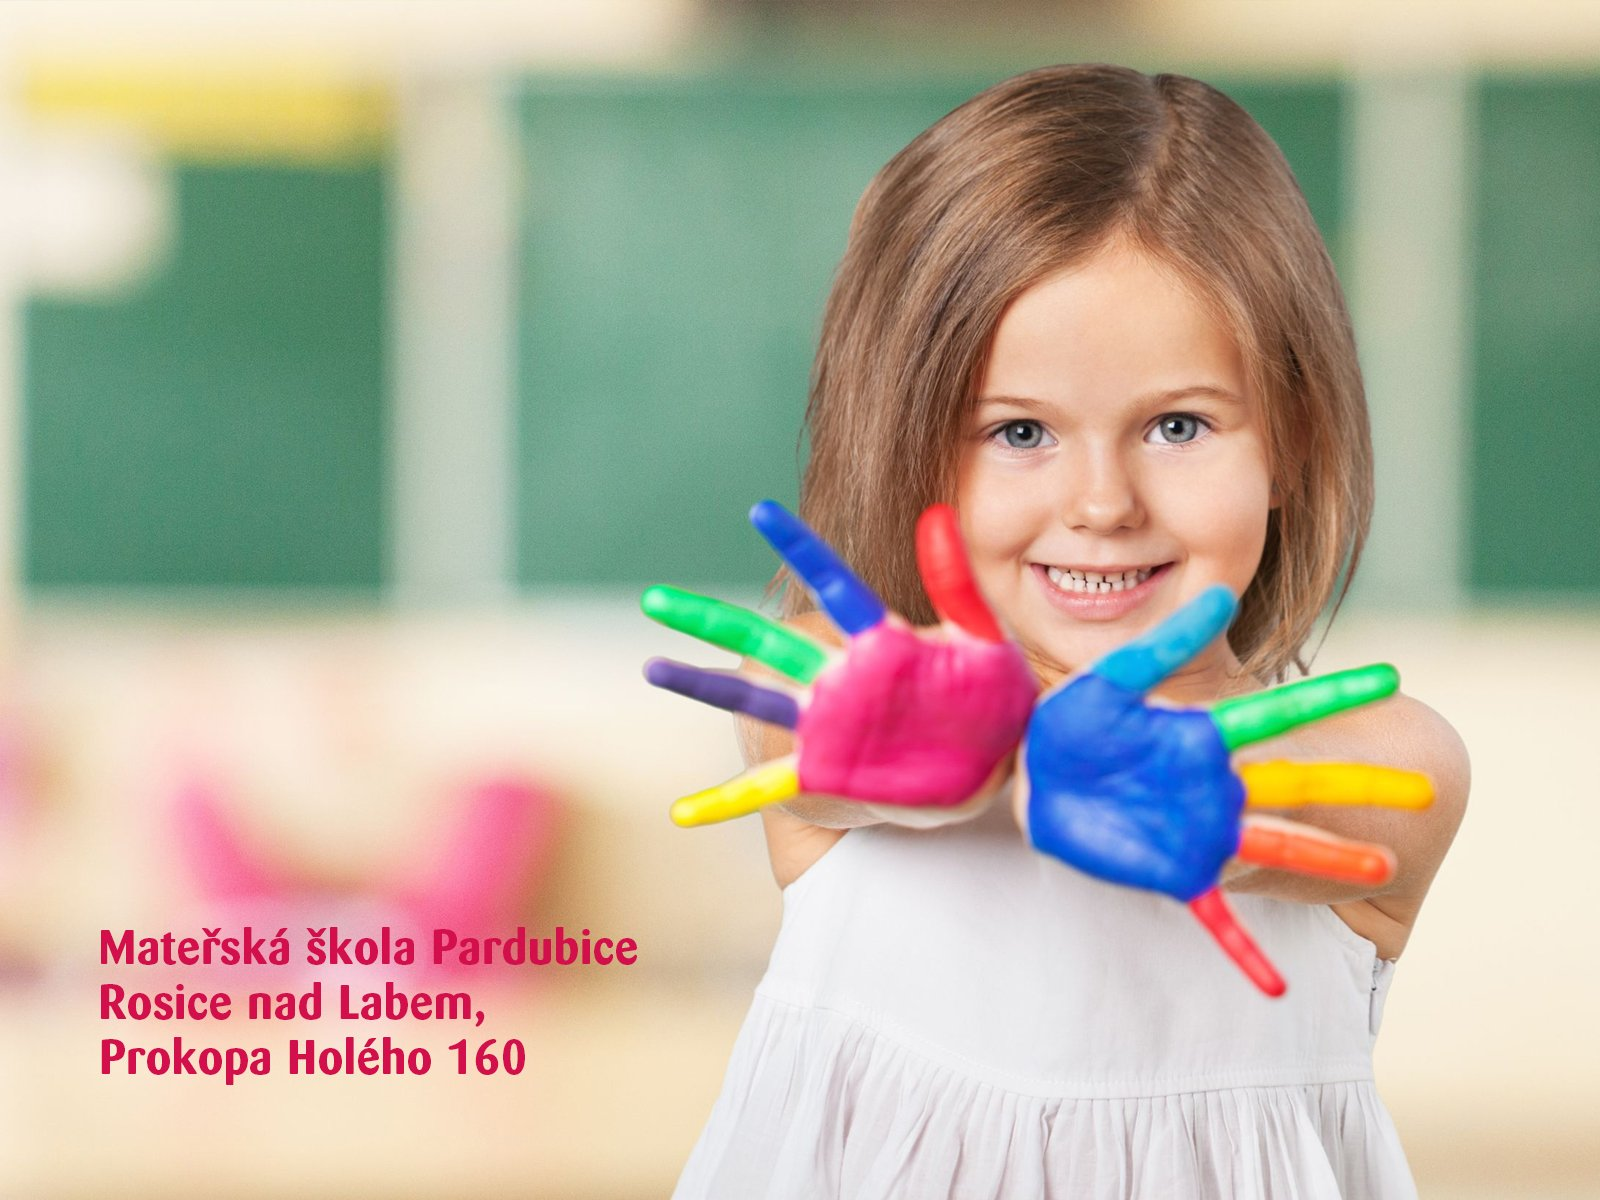 Mateřská škola Pardubice
Rosice nad Labem,
Prokopa Holého 160